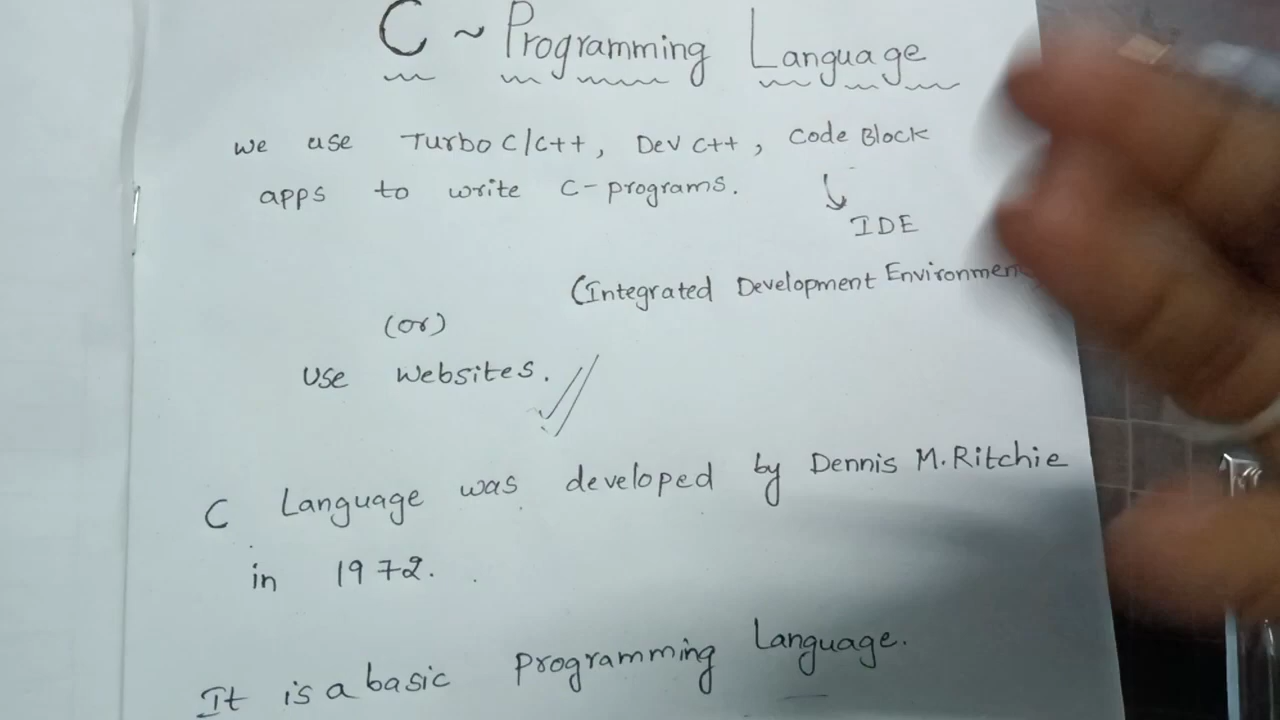 C ~ Programming Language
we use Turbo C/C++, Dev C++, Code Block
apps to write C-programs.
IDE
(Integrated Development Environmen
(or)
use websites.
C Language was developed by Dennis M.Ritchie
in 1972.
It is a basic programming Language.